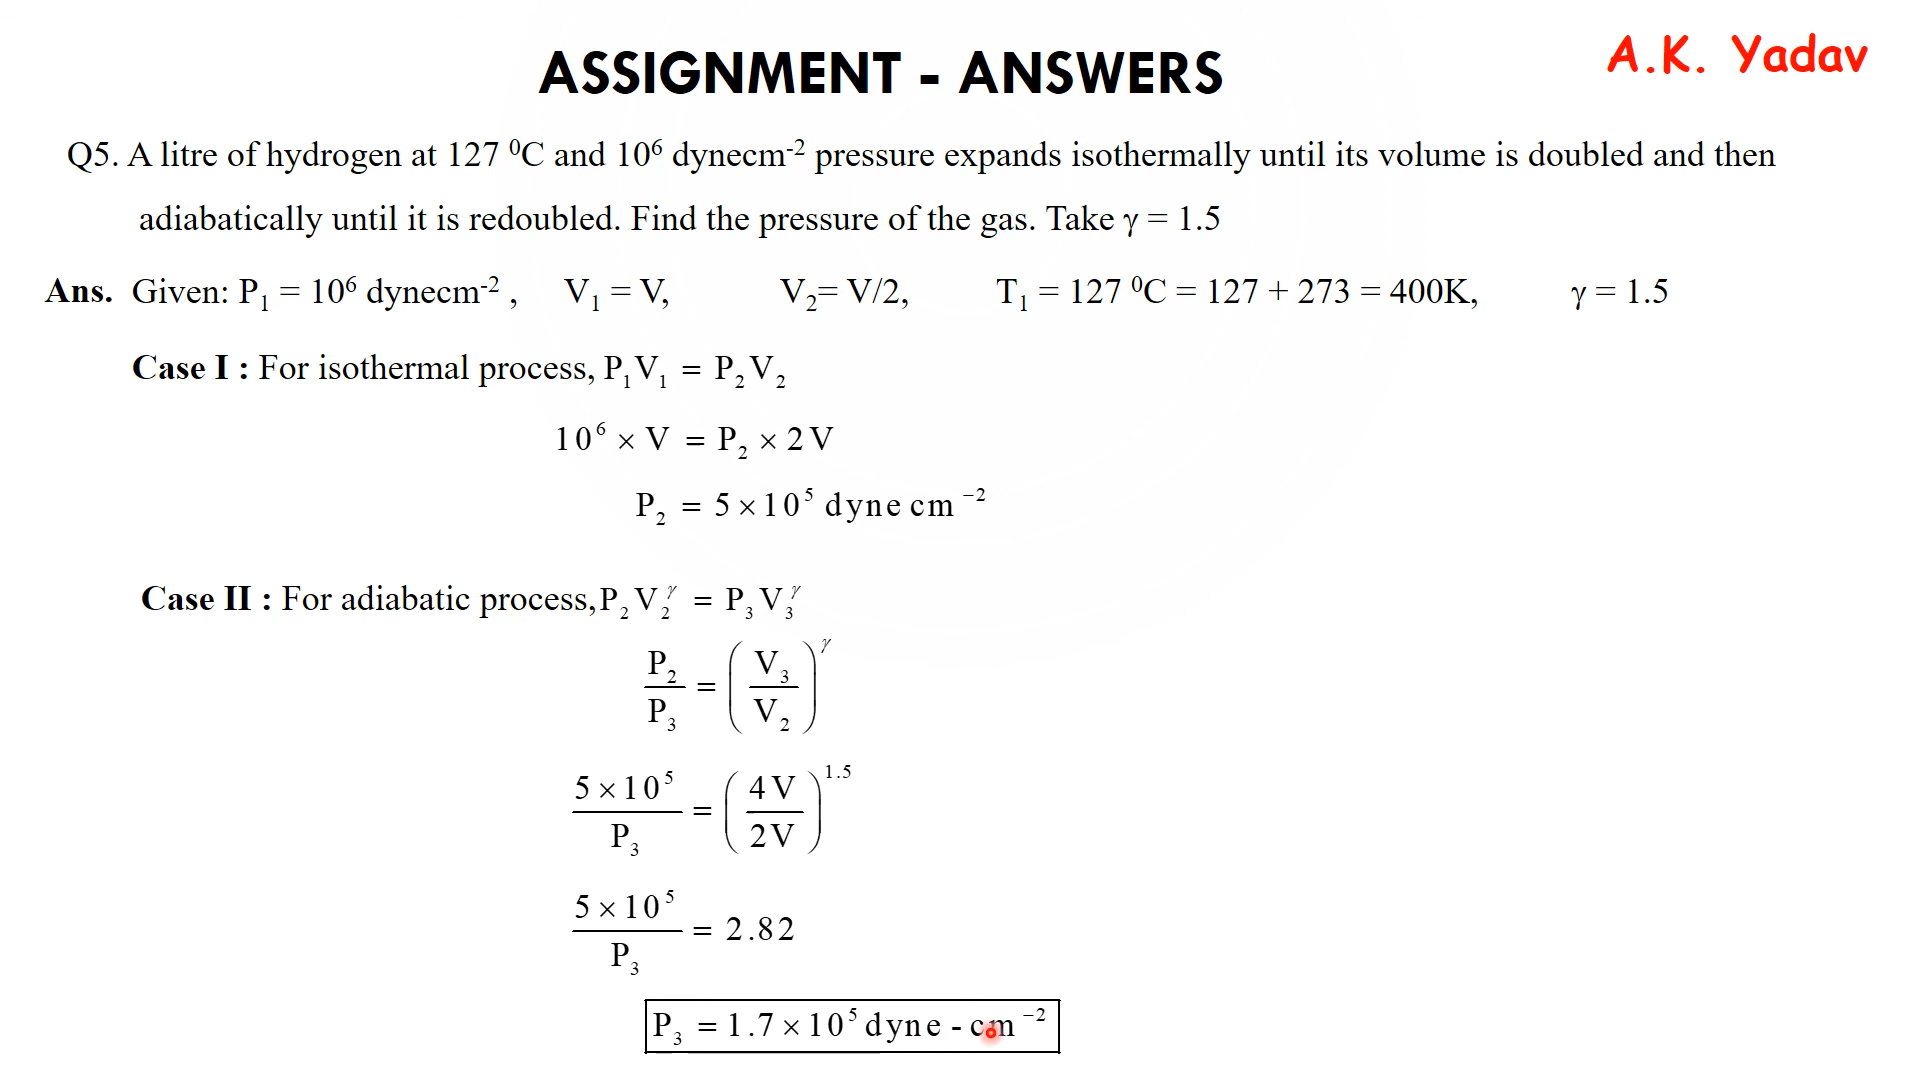 ASSIGNMENT - ANSWERS
A.K. Yadav
Q5. A litre of hydrogen at 127 ⁰C and 10⁶ dynecm⁻² pressure expands isothermally until its volume is doubled and then
adiabatically until it is redoubled. Find the pressure of the gas. Take γ = 1.5
Ans. Given: P₁ = 10⁶ dynecm⁻² , V₁ = V, V₂= V/2, T₁ = 127 ⁰C = 127 + 273 = 400K, γ = 1.5
Case I : For isothermal process, P₁V₁ = P₂V₂
10⁶ × V = P₂ × 2V
P₂ = 5 × 10⁵ dyne cm⁻²
Case II : For adiabatic process, P₂V₂^γ = P₃V₃^γ
P₂/P₃ = (V₃/V₂)^γ
5 × 10⁵/P₃ = (4V/2V)^1.5
5 × 10⁵/P₃ = 2.82
P₃ = 1.7 × 10⁵ dyne - cm⁻²